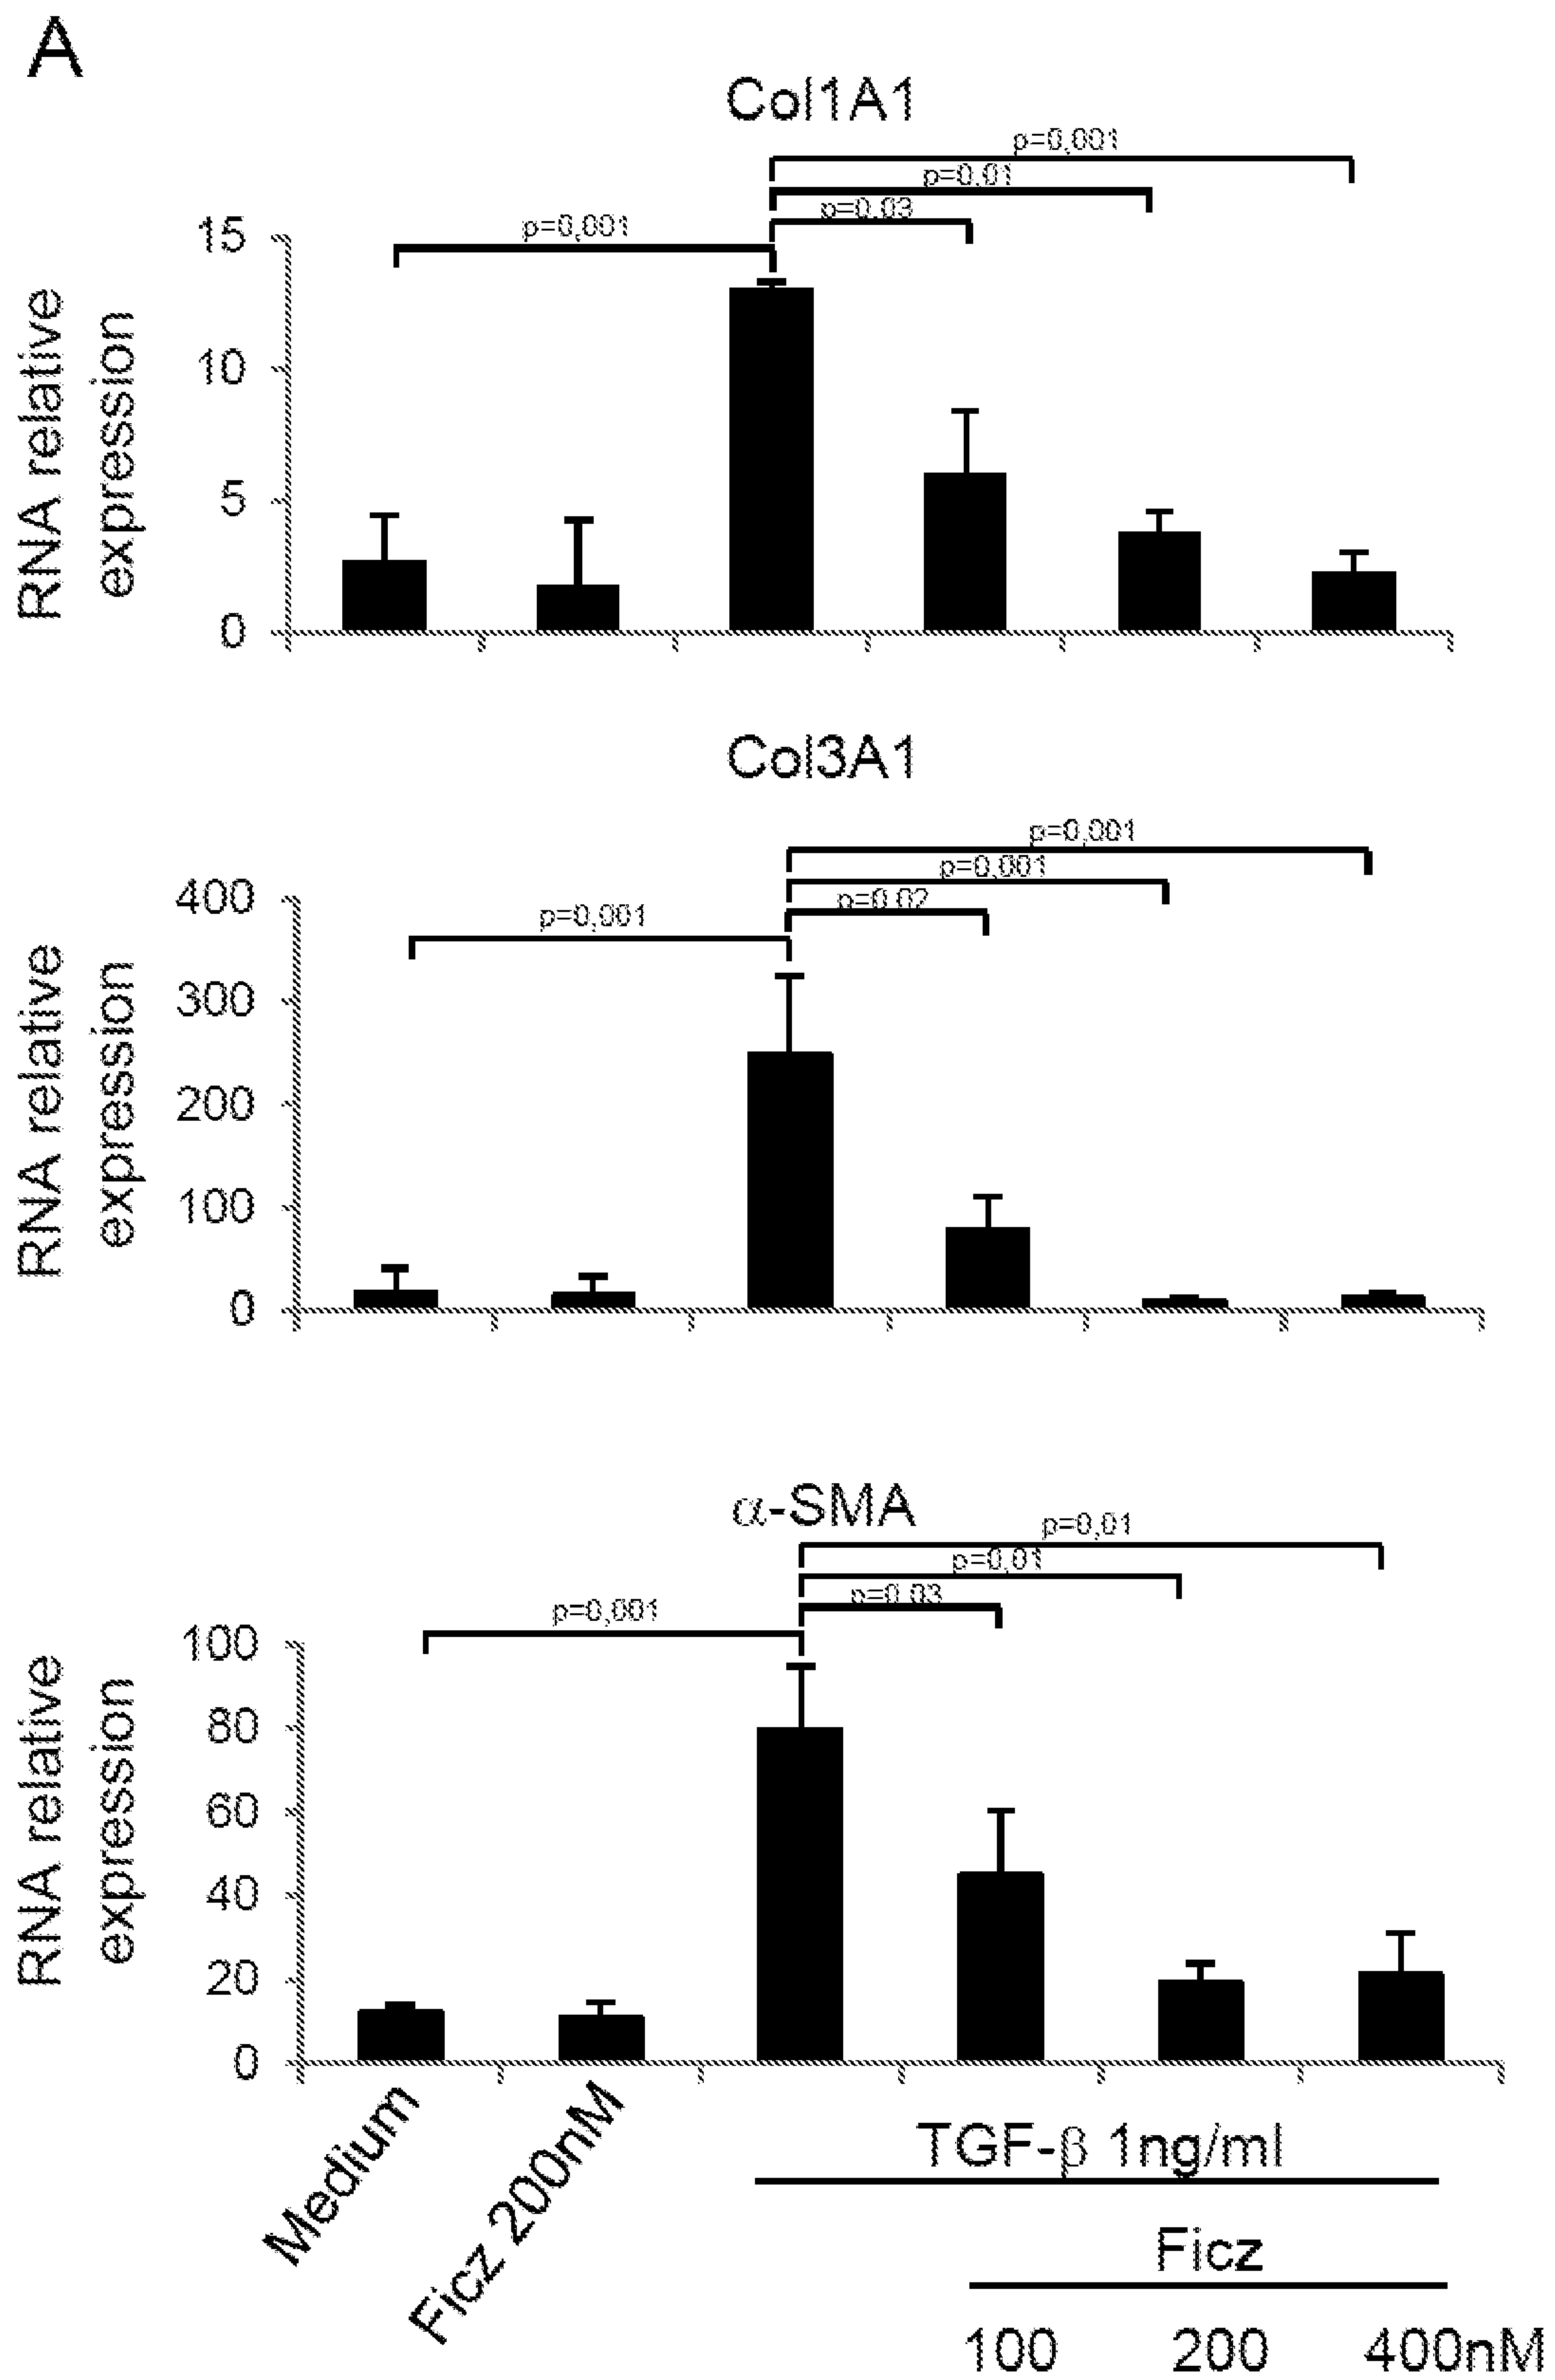 A
Col1A1
p=0,001
p=0,01
p=0,03
p=0,001
15
10
5
0
RNA relative
expression
Col3A1
p=0,001
p=0,001
p=0,02
p=0,001
400
300
200
100
0
RNA relative
expression
α-SMA
p=0,01
p=0,01
p=0,03
p=0,001
100
80
60
40
20
0
RNA relative
expression
Medium
Ficz 200nM
TGF-β 1ng/ml
Ficz
100 200 400nM